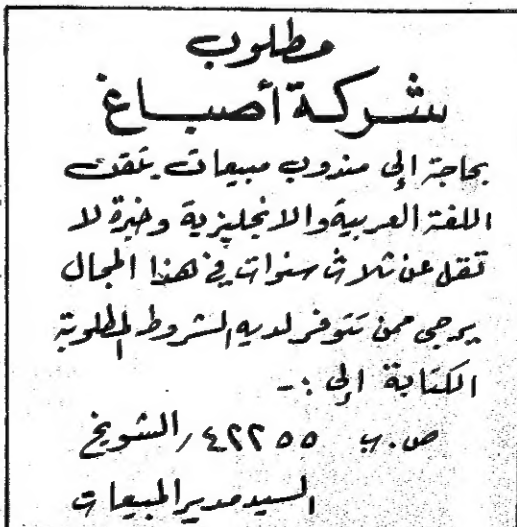 مطلوب
شركة أصباغ
بحاجة إلى مندوب مبيعات يتقن
اللغة العربية والانجليزية وخبرة لا
تقل عن ثلاث سنوات في هذا المجال
يرجى ممن تتوفر لديه الشروط المطلوبة
الكتابة إلى :-
ص.ب ٤٢٢٥٥ / الشويخ
السيد مدير المبيعات